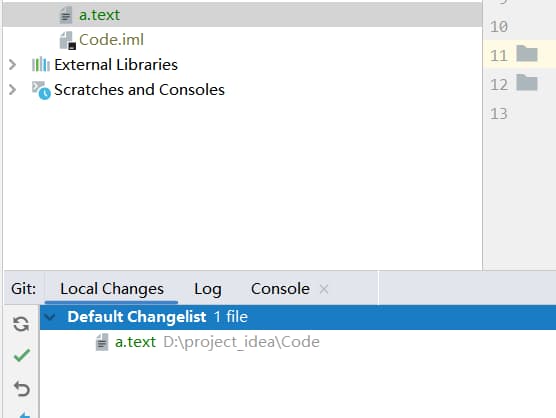 a.text
Code.iml
External Libraries
Scratches and Consoles
10
11
12
13
Git: Local Changes Log Console
Default Changelist 1 file
a.text D:\project_idea\Code